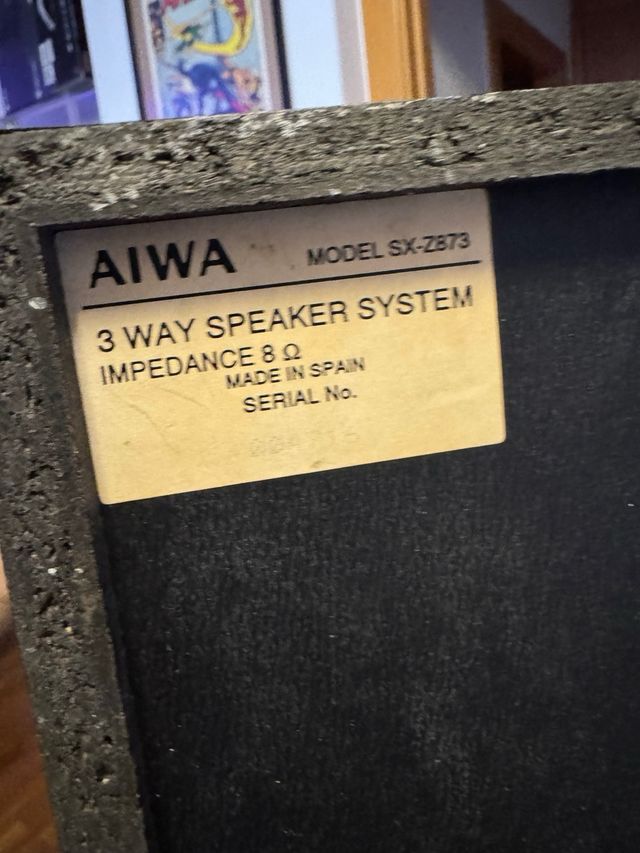 AIWA MODEL SX-Z873
3 WAY SPEAKER SYSTEM
IMPEDANCE 8 Ω
MADE IN SPAIN
SERIAL No.